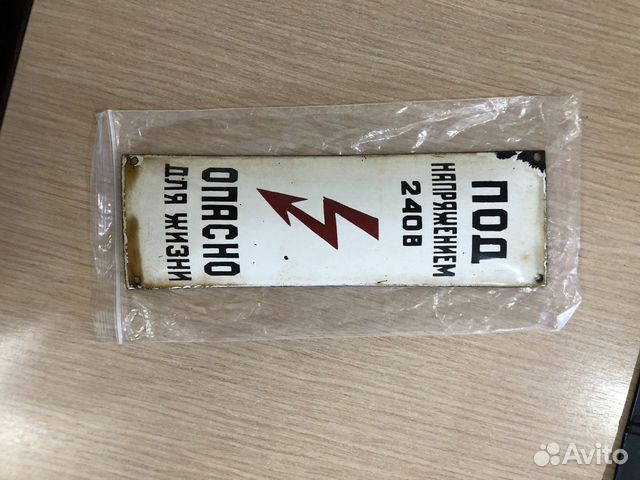 ПОД
НАПРЯЖЕНИЕМ
240В
ОПАСНО
ДЛЯ ЖИЗНИ
Avito